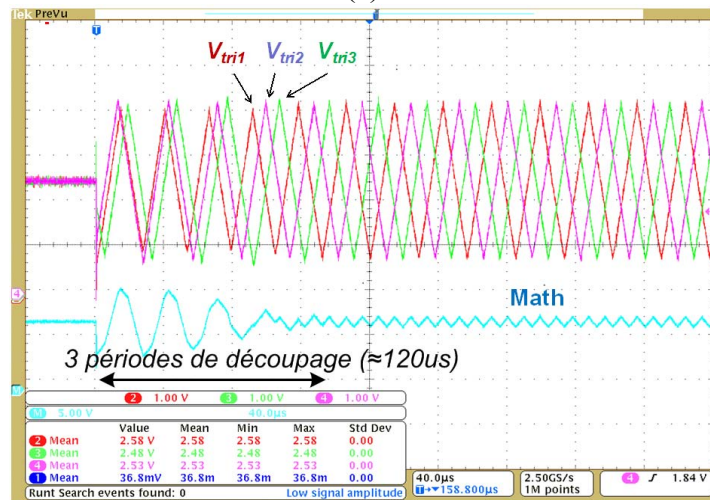 Tek PreVu
T
Vtri1 Vtri2 Vtri3
4
Math
3 périodes de découpage (≈120us)
M
2 1.00 V 3 1.00 V 4 1.00 V
M 5.00 V 40.0µs
Value Mean Min Max Std Dev
2 Mean 2.58 V 2.58 2.58 2.58 0.00
3 Mean 2.48 V 2.48 2.48 2.48 0.00
4 Mean 2.53 V 2.53 2.53 2.53 0.00
1 Mean 36.8mV 36.8m 36.8m 36.8m 0.00
Runt Search events found: 0 Low signal amplitude
40.0µs
T→▼158.800µs
2.50GS/s
1M points
4 ∫ 1.84 V